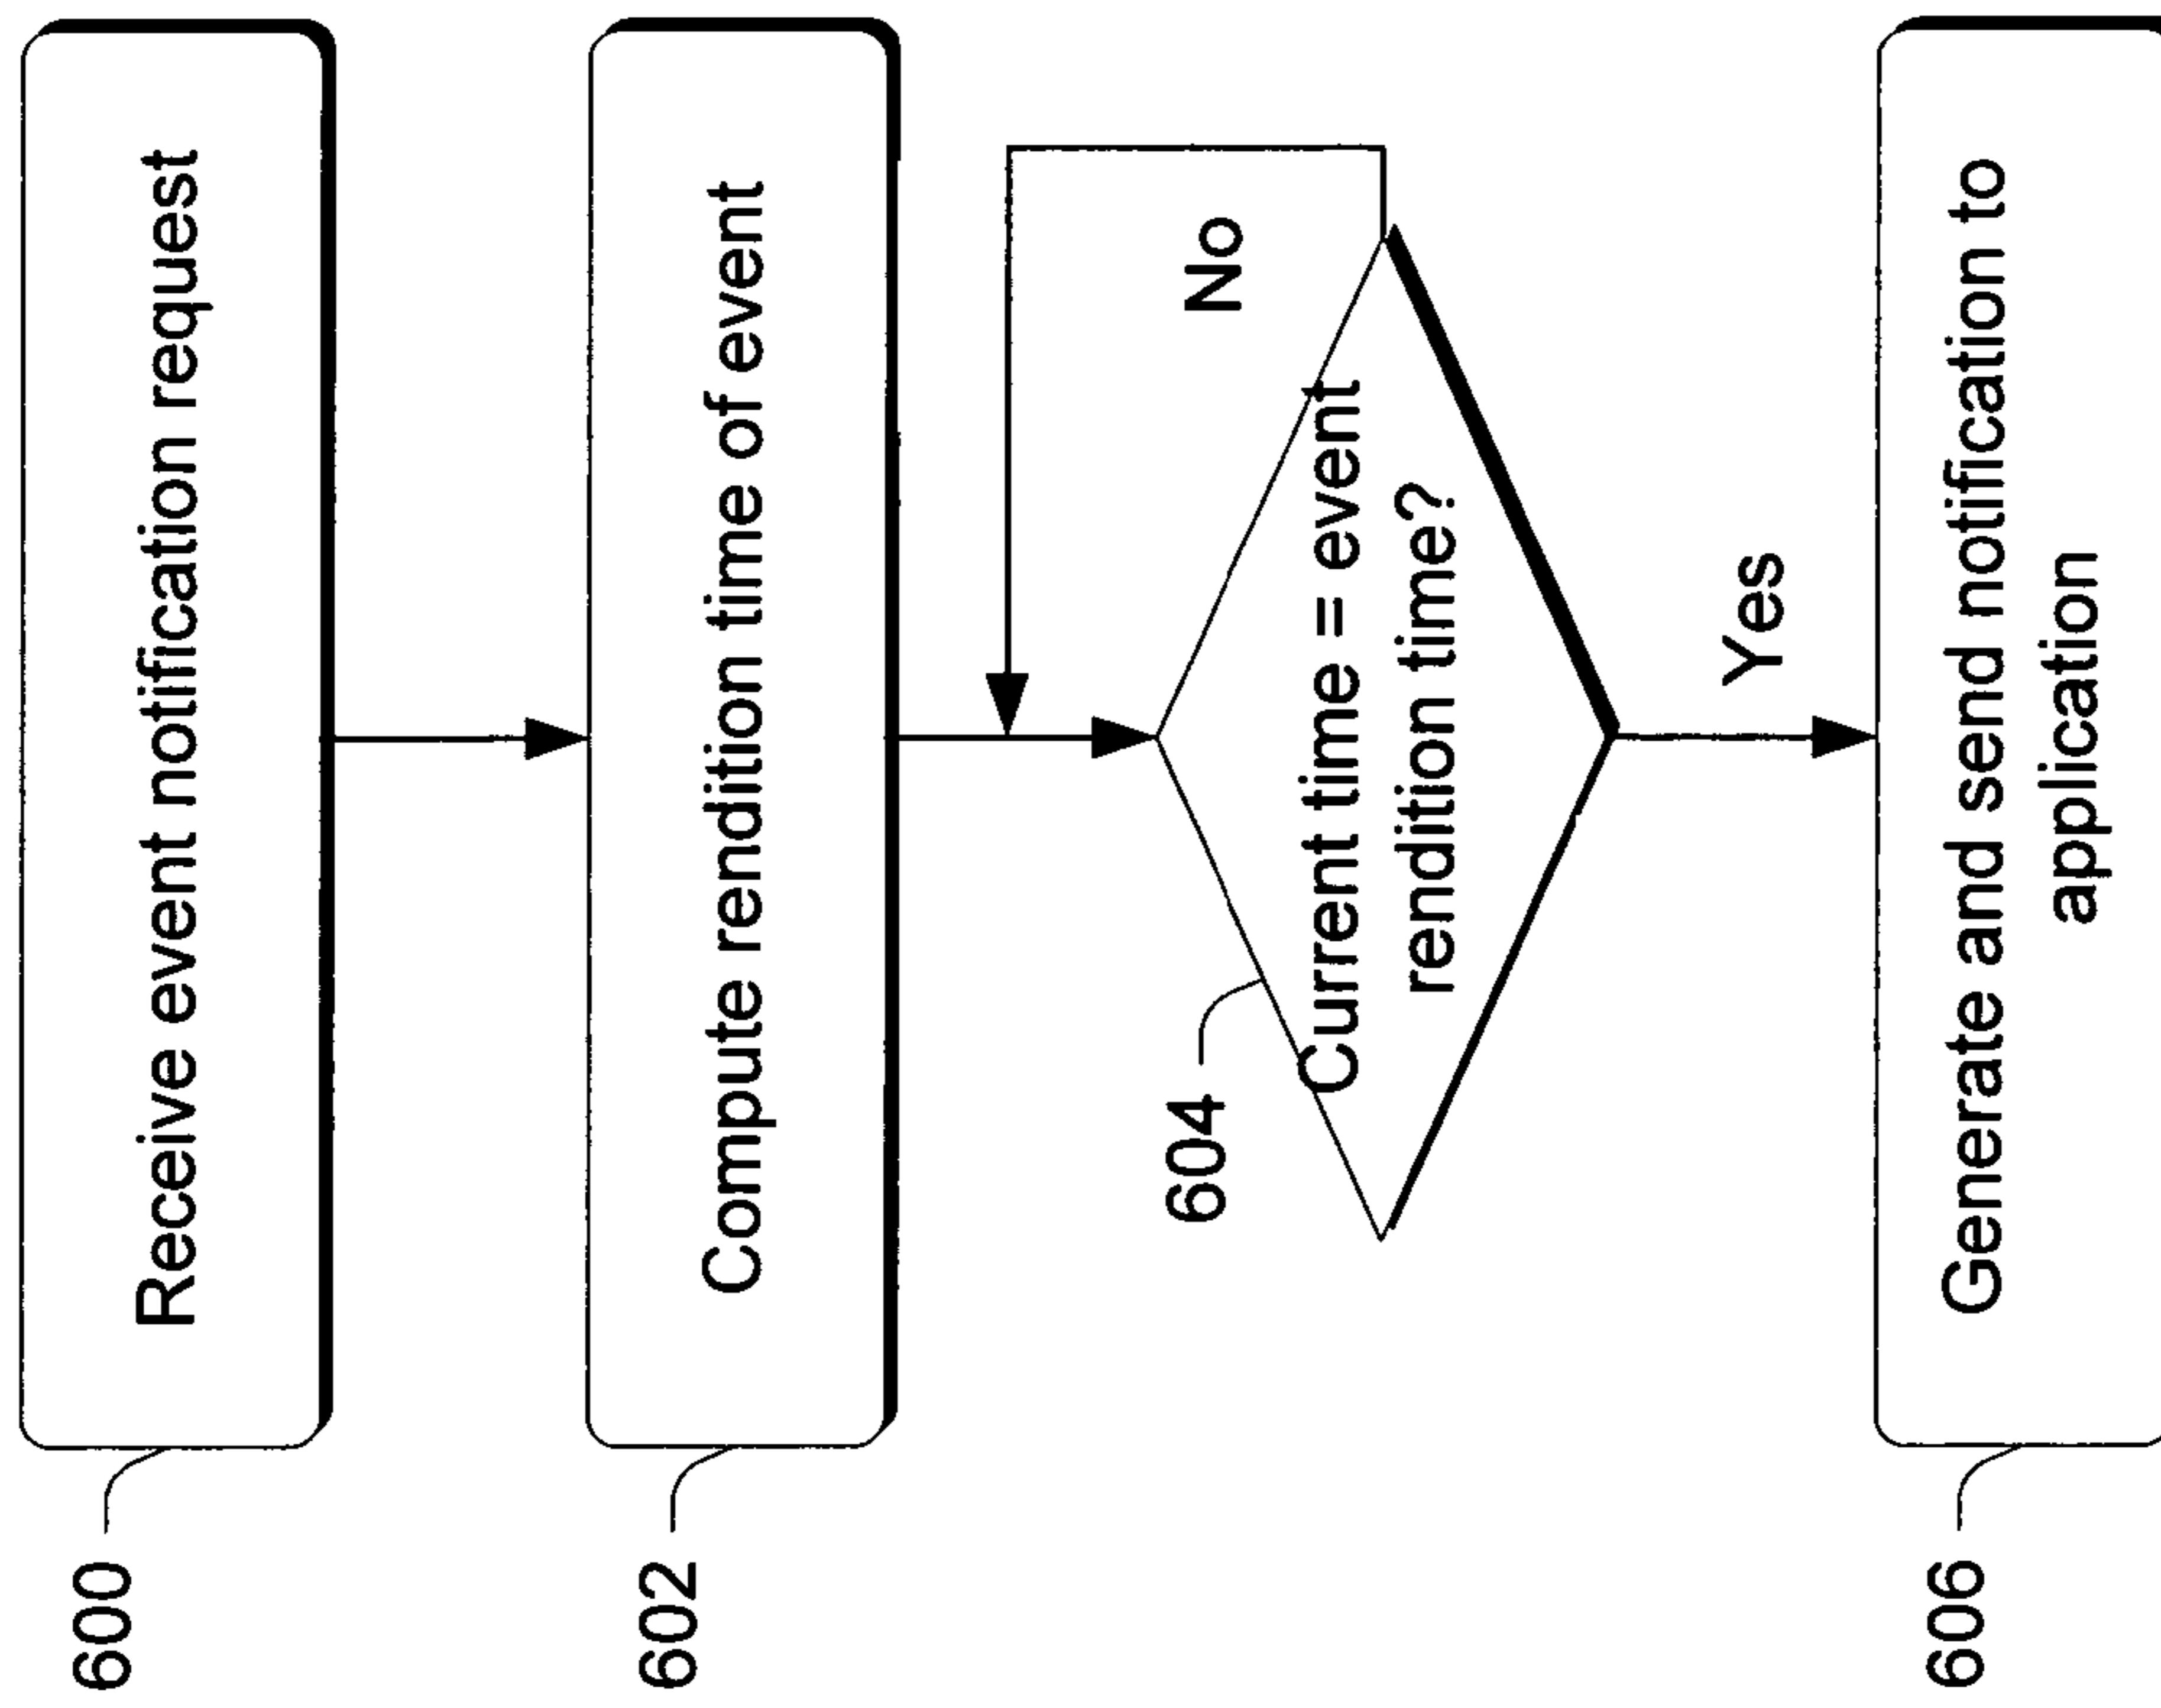 600
Receive event notification request
602
Compute rendition time of event
604
Current time = event
rendition time?
No
Yes
606
Generate and send notification to
application